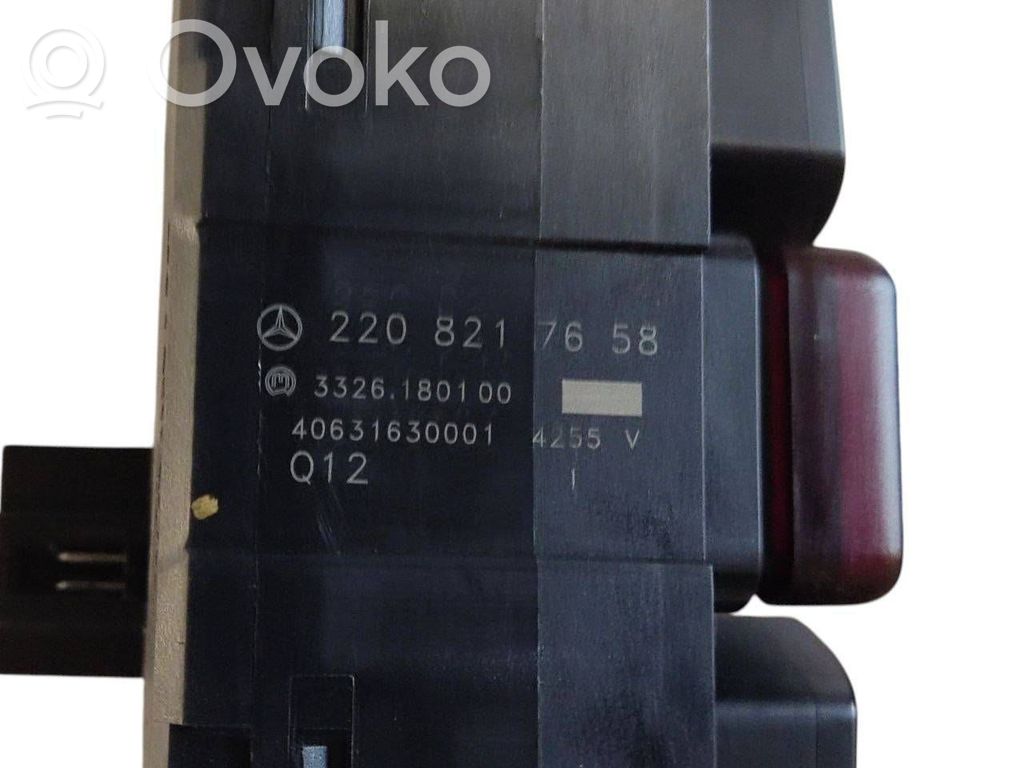 Ovoko
220 821 76 58
3326.180100
40631630001 4255 V
Q12